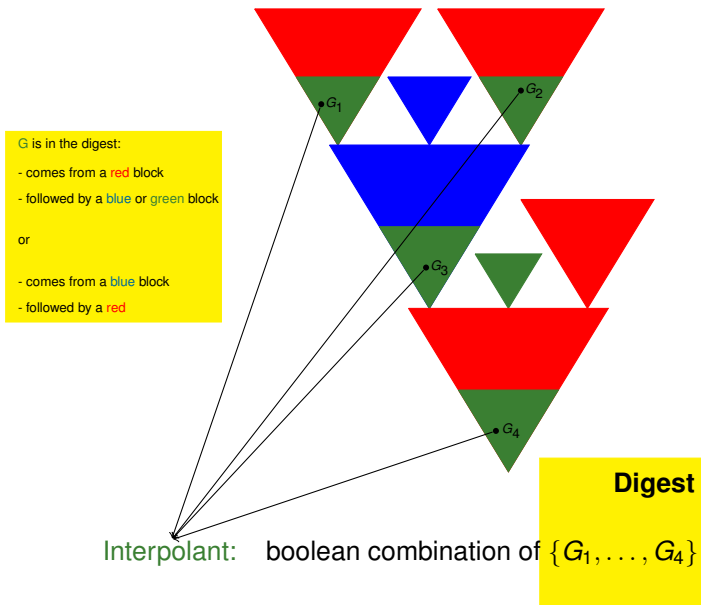 G₁
G₂
G is in the digest:
- comes from a red block
- followed by a blue or green block
or
- comes from a blue block
- followed by a red
G₃
G₄
Digest
Interpolant: boolean combination of {G₁, . . . , G₄}